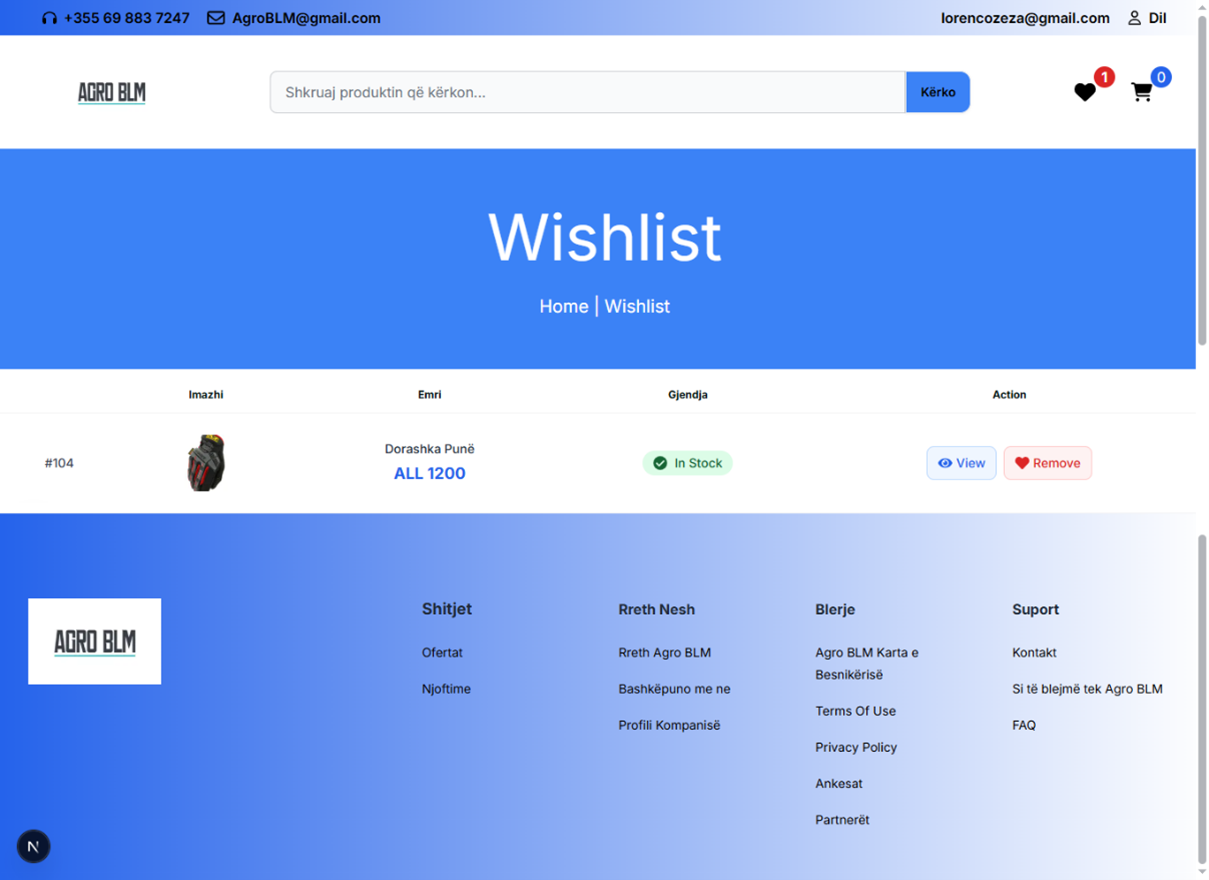 +355 69 883 7247 AgroBLM@gmail.com lorencozeza@gmail.com Dil
AGRO BLM Shkruaj produktin që kërkon... Kërko 1 0
Wishlist
Home | Wishlist
Imazhi Emri Gjendja Action
#104 Dorashka Punë In Stock View Remove
ALL 1200
AGRO BLM
Shitjet
Ofertat
Njoftime
Rreth Nesh
Rreth Agro BLM
Bashkëpuno me ne
Profili Kompanisë
Blerje
Agro BLM Karta e
Besnikërisë
Terms Of Use
Privacy Policy
Ankesat
Partnerët
Suport
Kontakt
Si të blejmë tek Agro BLM
FAQ
N